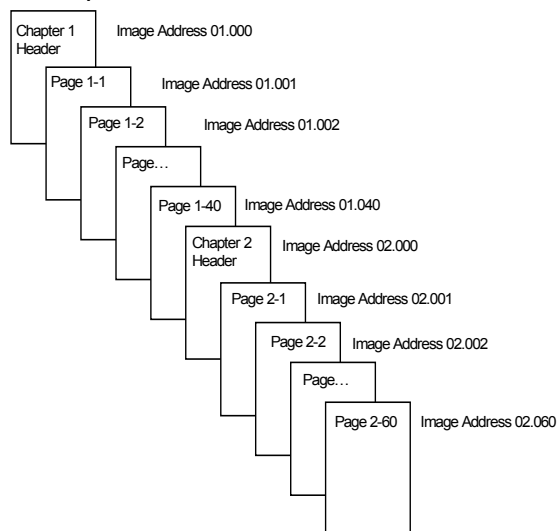 Chapter 1 Image Address 01.000
Header
Page 1-1 Image Address 01.001
Page 1-2 Image Address 01.002
Page…
Page 1-40 Image Address 01.040
Chapter 2 Image Address 02.000
Header
Page 2-1 Image Address 02.001
Page 2-2 Image Address 02.002
Page…
Page 2-60 Image Address 02.060